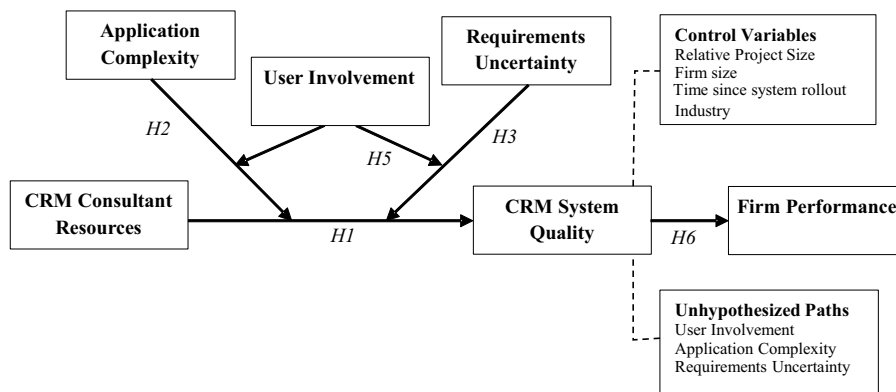 Application
Complexity
User Involvement
Requirements
Uncertainty
Control Variables
Relative Project Size
Firm size
Time since system rollout
Industry
H2
H5
H3
CRM Consultant
Resources
H1
CRM System
Quality
H6
Firm Performance
Unhypothesized Paths
User Involvement
Application Complexity
Requirements Uncertainty